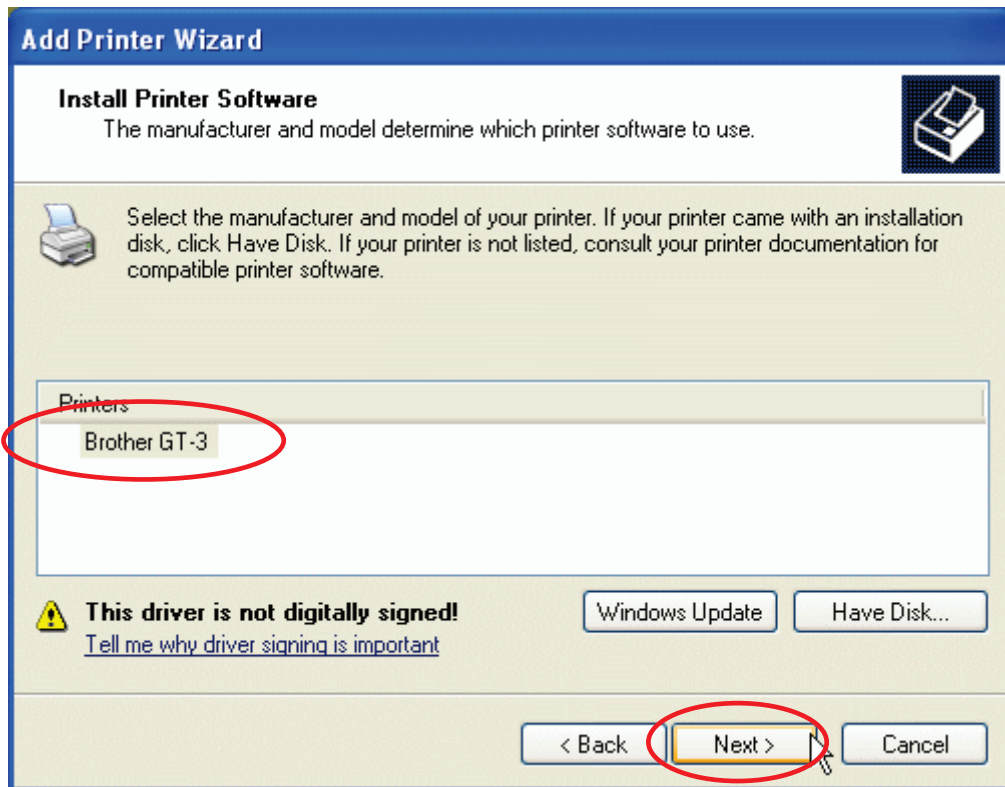 Add Printer Wizard
Install Printer Software
The manufacturer and model determine which printer software to use.
Select the manufacturer and model of your printer. If your printer came with an installation
disk, click Have Disk. If your printer is not listed, consult your printer documentation for
compatible printer software.
Printers
Brother GT-3
This driver is not digitally signed!
Windows Update
Have Disk...
Tell me why driver signing is important
< Back
Next >
Cancel